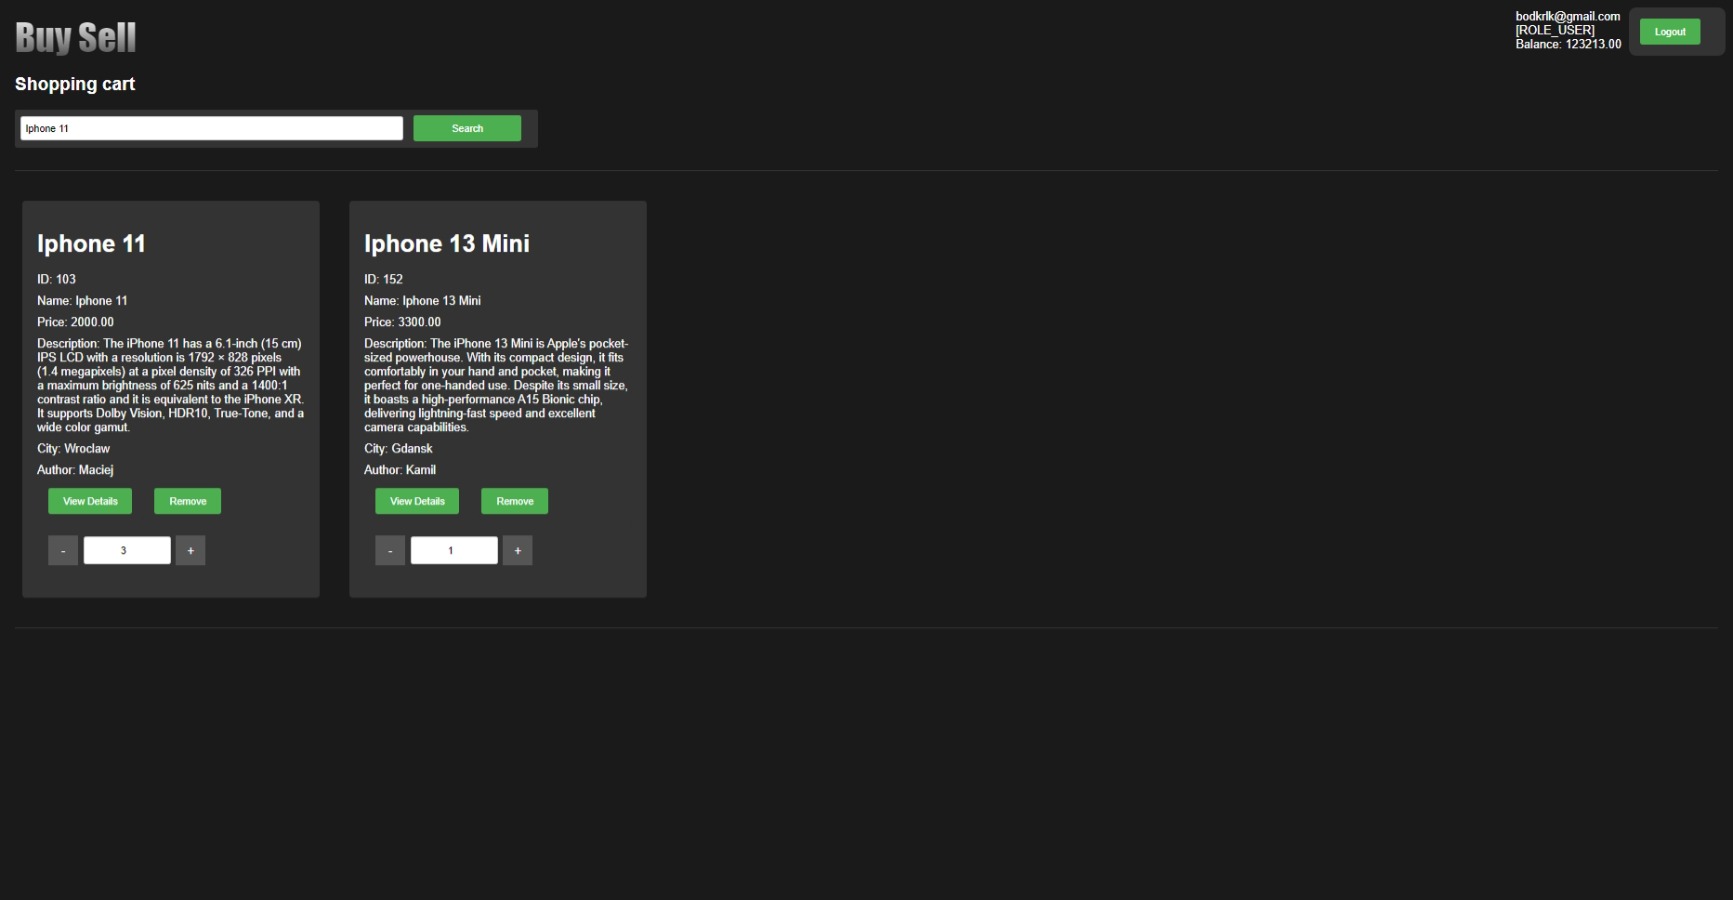 Buy Sell
bodkrlk@gmail.com
[ROLE_USER]
Balance: 123213.00
Logout
Shopping cart
Iphone 11
Search
Iphone 11
ID: 103
Name: Iphone 11
Price: 2000.00
Description: The iPhone 11 has a 6.1-inch (15 cm)
IPS LCD with a resolution is 1792 × 828 pixels
(1.4 megapixels) at a pixel density of 326 PPI with
a maximum brightness of 625 nits and a 1400:1
contrast ratio and it is equivalent to the iPhone XR.
It supports Dolby Vision, HDR10, True-Tone, and a
wide color gamut.
City: Wroclaw
Author: Maciej
View Details
Remove
-
3
+
Iphone 13 Mini
ID: 152
Name: Iphone 13 Mini
Price: 3300.00
Description: The iPhone 13 Mini is Apple's pocket-
sized powerhouse. With its compact design, it fits
comfortably in your hand and pocket, making it
perfect for one-handed use. Despite its small size,
it boasts a high-performance A15 Bionic chip,
delivering lightning-fast speed and excellent
camera capabilities.
City: Gdansk
Author: Kamil
View Details
Remove
-
1
+